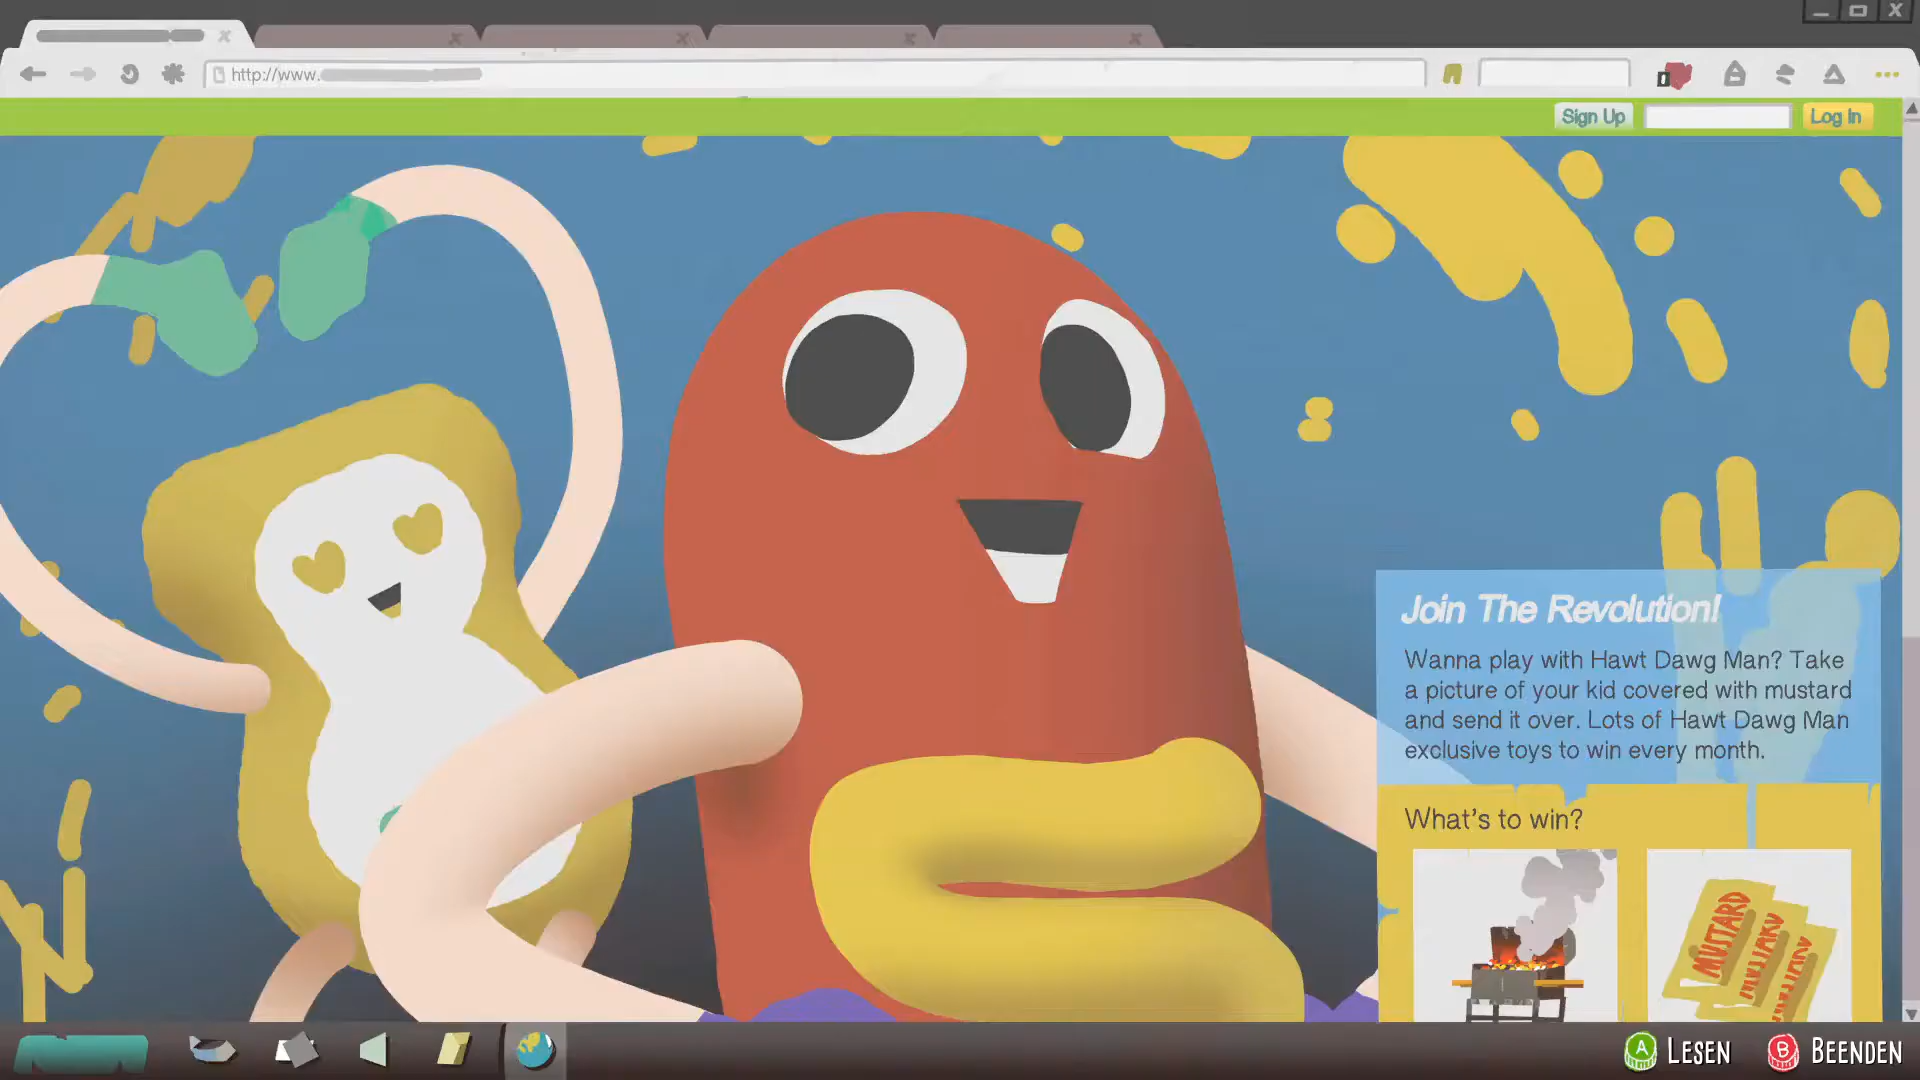 http://www.
Sign Up
Log In
Join The Revolution!
Wanna play with Hawt Dawg Man? Take
a picture of your kid covered with mustard
and send it over. Lots of Hawt Dawg Man
exclusive toys to win every month.
What's to win?
MUSTARD
A LESEN
B BEENDEN